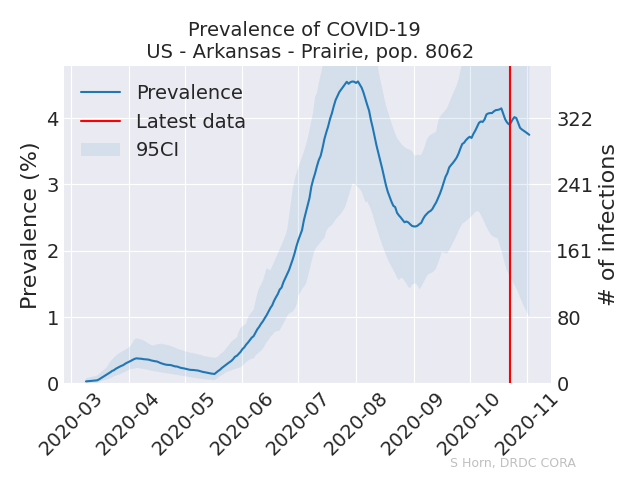 Prevalence of COVID-19
US - Arkansas - Prairie, pop. 8062
Prevalence
Latest data
95CI
Prevalence (%)
4
3
2
1
0
322
241
161
80
0
# of infections
2020-03
2020-04
2020-05
2020-06
2020-07
2020-08
2020-09
2020-10
2020-11
S Horn, DRDC CORA